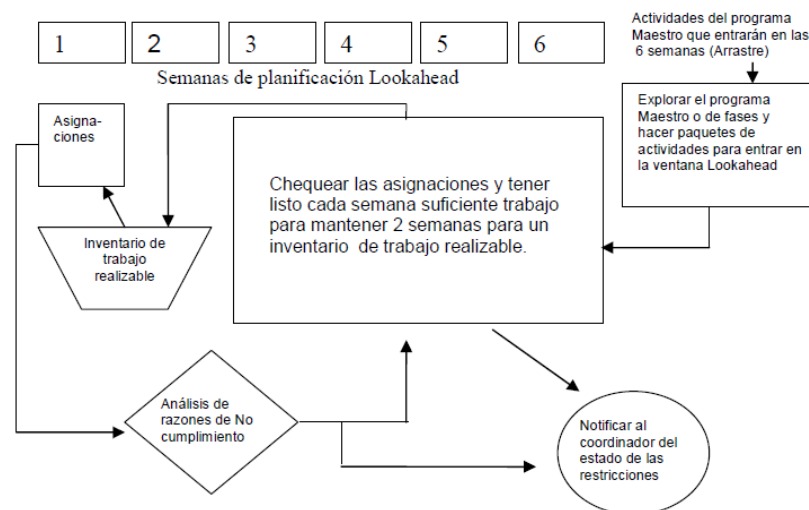 1
2
3
4
5
6
Semanas de planificación Lookahead
Actividades del programa
Maestro que entrarán en las
6 semanas (Arrastre)
Asigna-
ciones
Explorar el programa
Maestro o de fases y
hacer paquetes de
actividades para entrar en
la ventana Lookahead
Chequear las asignaciones y tener
listo cada semana suficiente trabajo
para mantener 2 semanas para un
inventario de trabajo realizable.
Inventario de
trabajo
realizable
Análisis de
razones de No
cumplimiento
Notificar al
coordinador del
estado de las
restricciones